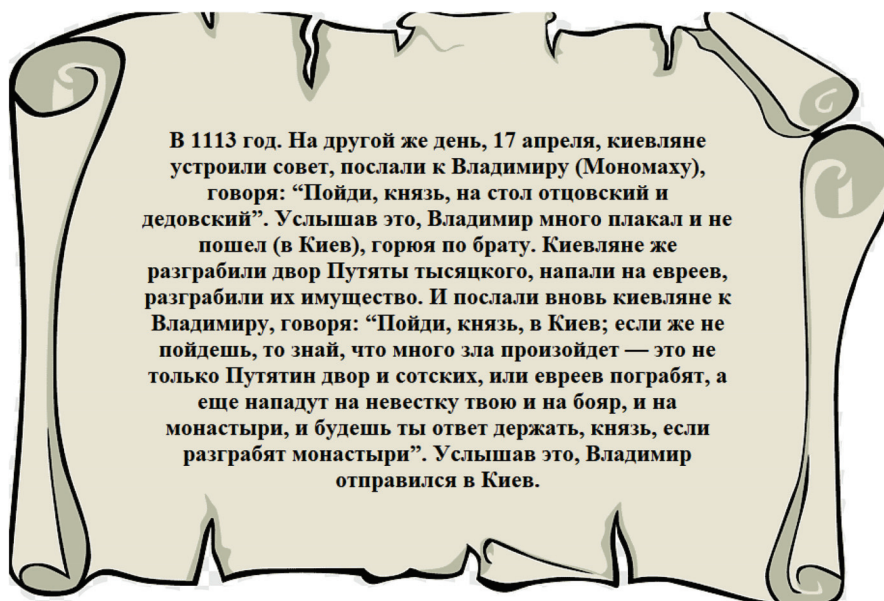 В 1113 год. На другой же день, 17 апреля, киевляне
устроили совет, послали к Владимиру (Мономаху),
говоря: “Пойди, князь, на стол отцовский и
дедовский”. Услышав это, Владимир много плакал и не
пошел (в Киев), горюя по брату. Киевляне же
разграбили двор Путяты тысяцкого, напали на евреев,
разграбили их имущество. И послали вновь киевляне к
Владимиру, говоря: “Пойди, князь, в Киев; если же не
пойдешь, то знай, что много зла произойдет — это не
только Путятин двор и сотских, или евреев пограбят, а
еще нападут на невестку твою и на бояр, и на
монастыри, и будешь ты ответ держать, князь, если
разграбят монастыри”. Услышав это, Владимир
отправился в Киев.